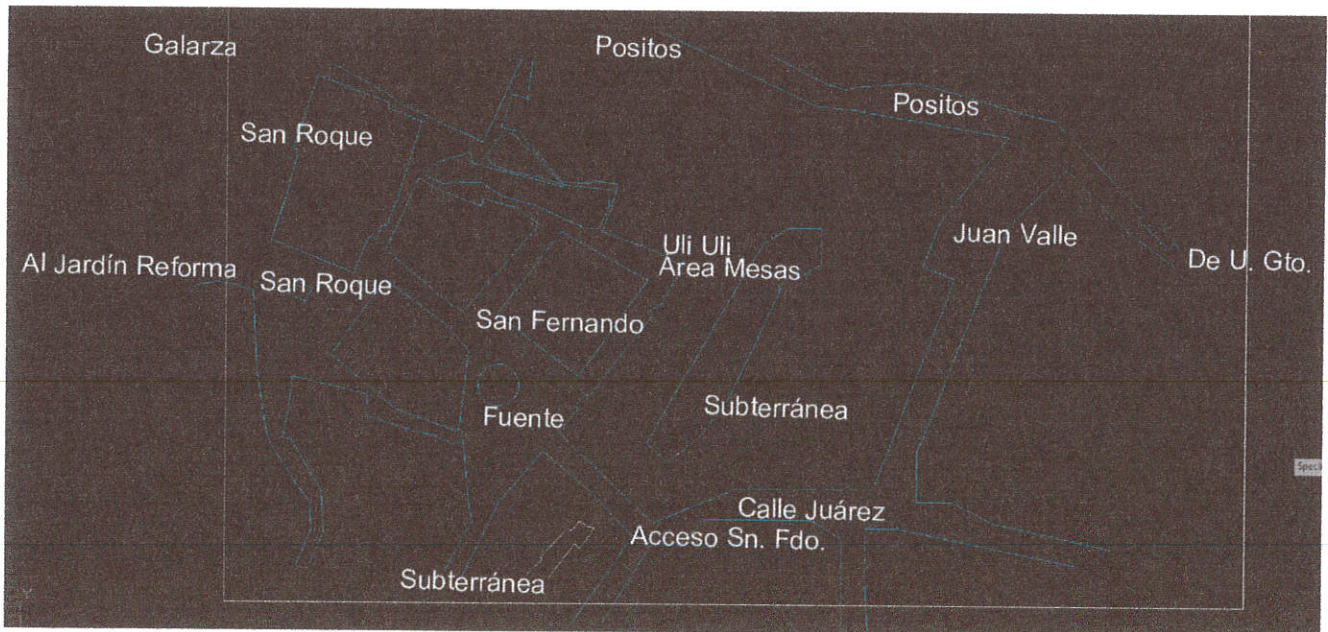 Galarza
Positos
Positos
San Roque
Juan Valle
Uli Uli
Area Mesas
De U. Gto.
Al Jardín Reforma
San Roque
San Fernando
Subterránea
Fuente
Calle Juárez
Acceso Sn. Fdo.
Subterránea
Y